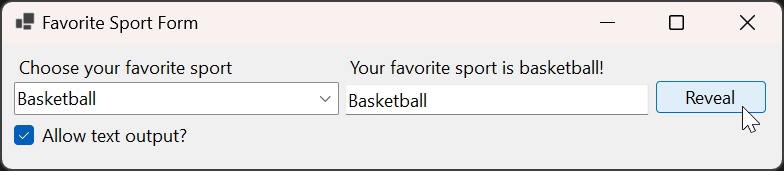 Favorite Sport Form
Choose your favorite sport
Your favorite sport is basketball!
Basketball
Basketball
Reveal
Allow text output?